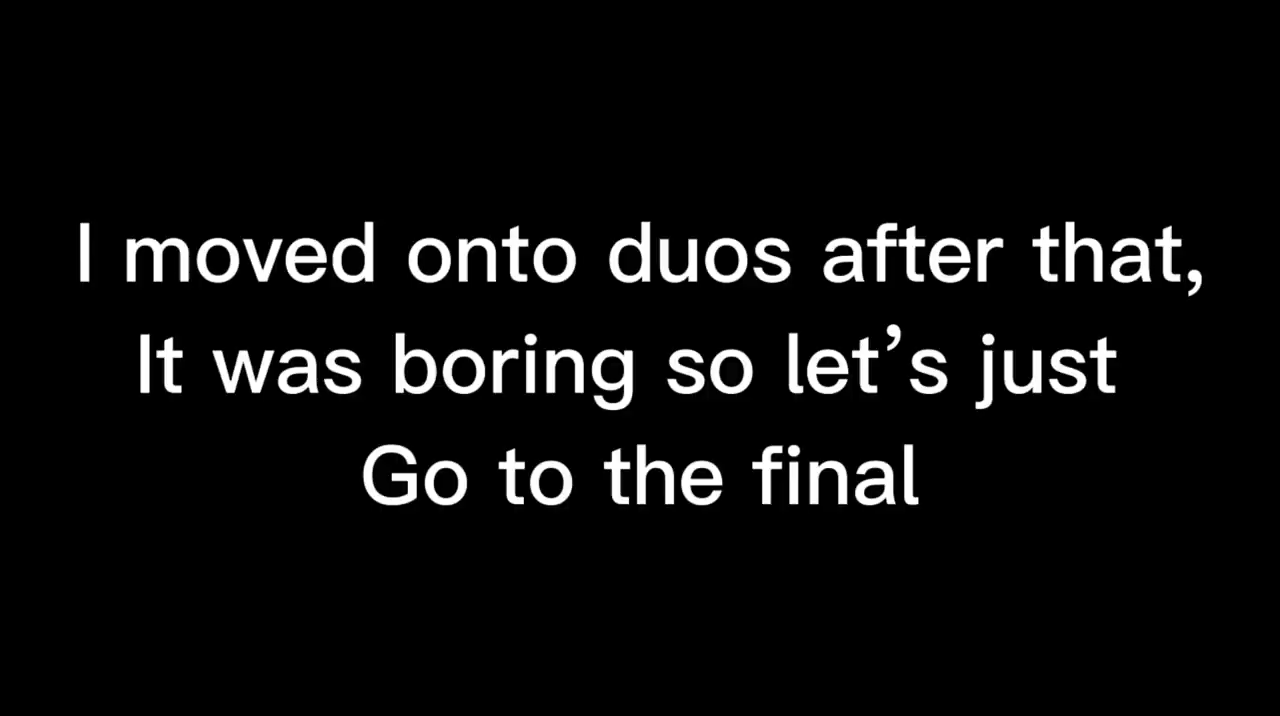 I moved onto duos after that,
It was boring so let’s just
Go to the final